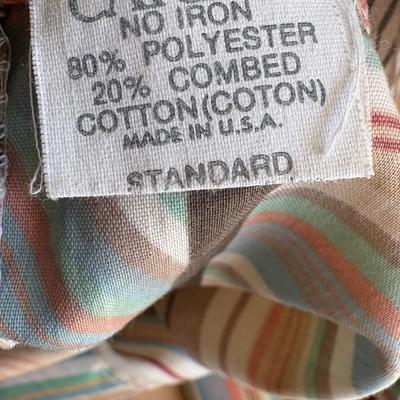 NO IRON
80% POLYESTER
20% COMBED
COTTON (COTON)
MADE IN U.S.A.
STANDARD